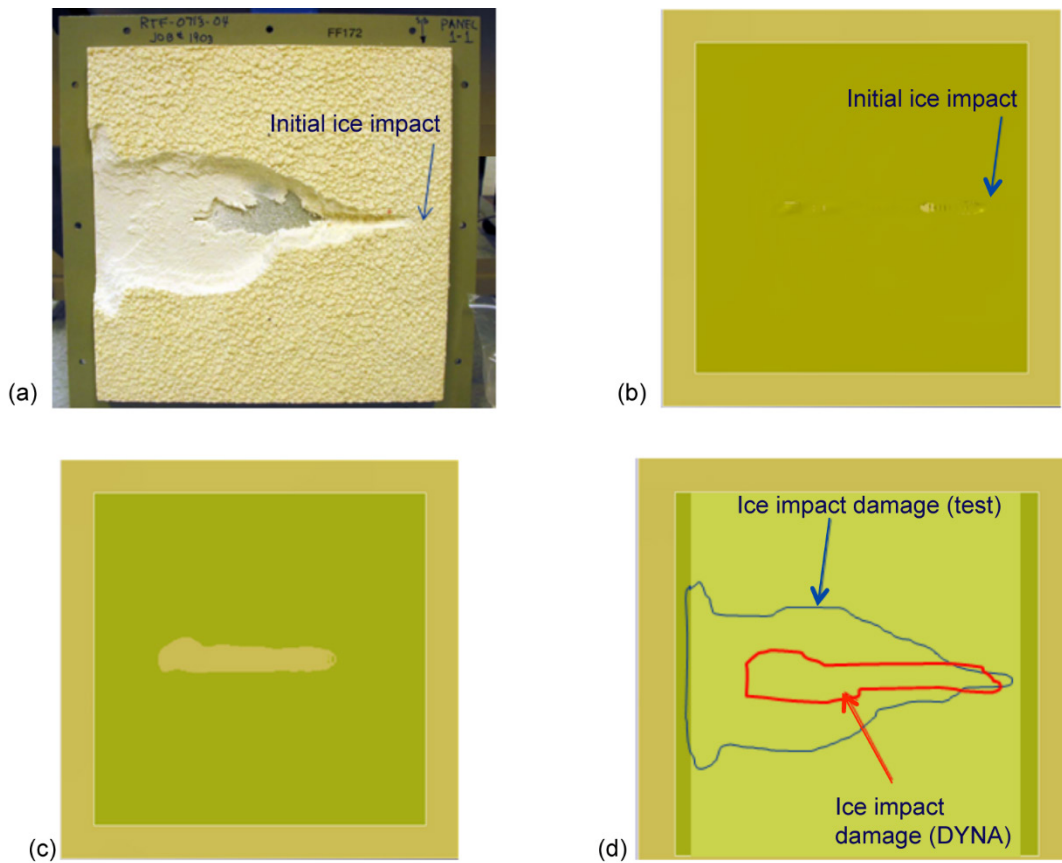 RTF-0713-04
JOB# 1903
FF172
PANEL
1-1
Initial ice impact
(a)
Initial ice impact
(b)
(c)
Ice impact damage (test)
Ice impact
damage (DYNA)
(d)